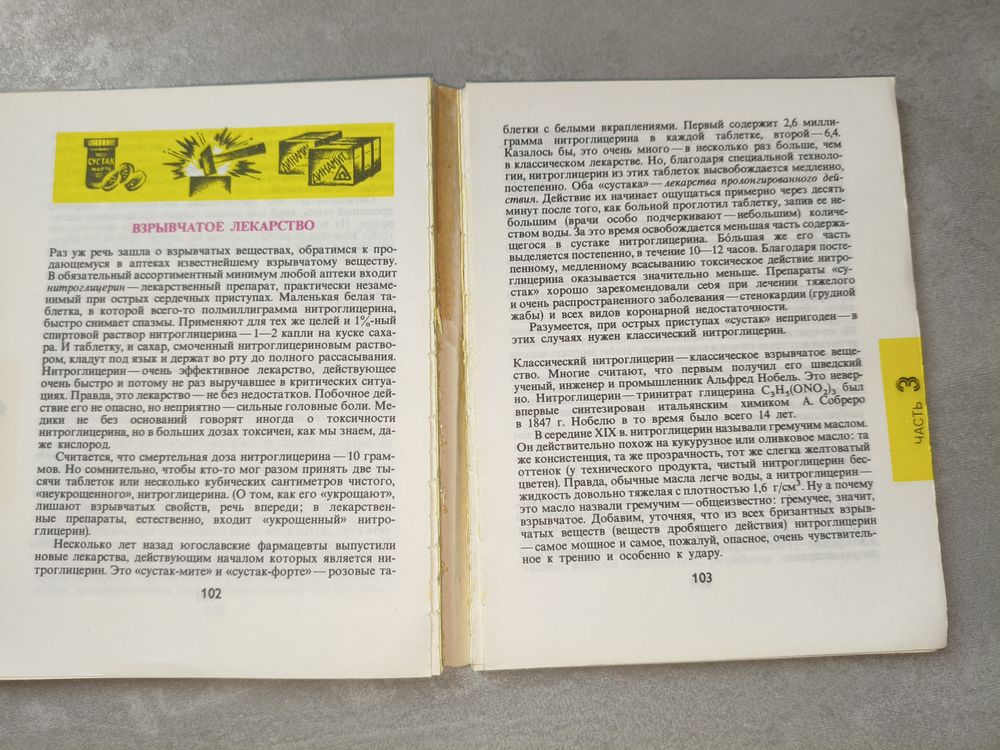 СУСТАК
ФОРТЕ
ДИНАМИТ
ДИНАМИТ
ВЗРЫВЧАТОЕ ЛЕКАРСТВО
Раз уж речь зашла о взрывчатых веществах, обратимся к про-
дающемуся в аптеках известнейшему взрывчатому веществу.
В обязательный ассортиментный минимум любой аптеки входит
нитроглицерин — лекарственный препарат, практически незаме-
нимый при острых сердечных приступах. Маленькая белая та-
блетка, в которой всего-то полмиллиграмма нитроглицерина,
быстро снимает спазмы. Применяют для тех же целей и 1%-ный
спиртовой раствор нитроглицерина — 1—2 капли на куске саха-
ра. И таблетку, и сахар, смоченный нитроглицериновым раство-
ром, кладут под язык и держат во рту до полного рассасывания.
Нитроглицерин — очень эффективное лекарство, действующее
очень быстро и потому не раз выручавшее в критических ситуа-
циях. Правда, это лекарство — не без недостатков. Побочное дей-
ствие его не опасно, но неприятно — сильные головные боли. Ме-
дики не без оснований говорят иногда о токсичности
нитроглицерина, но в больших дозах токсичен, как мы знаем, да-
же кислород.
Считается, что смертельная доза нитроглицерина — 10 грам-
мов. Но сомнительно, чтобы кто-то мог разом принять две ты-
сячи таблеток или несколько кубических сантиметров чистого,
«неукрощенного», нитроглицерина. (О том, как его «укрощают»,
лишают взрывчатых свойств, речь впереди; в лекарствен-
ные препараты, естественно, входит «укрощенный» нитро-
глицерин).
Несколько лет назад югославские фармацевты выпустили
новые лекарства, действующим началом которых является ни-
троглицерин. Это «сустак-мите» и «сустак-форте» — розовые та-
102
блетки с белыми вкраплениями. Первый содержит 2,6 милли-
грамма нитроглицерина в каждой таблетке, второй — 6,4.
Казалось бы, это очень много — в несколько раз больше, чем
в классическом лекарстве. Но, благодаря специальной техноло-
гии, нитроглицерин из этих таблеток высвобождается медленно,
постепенно. Оба «сустака» — лекарства пролонгированного дей-
ствия. Действие их начинает ощущаться примерно через десять
минут после того, как больной проглотил таблетку, запив ее не-
большим (врачи особо подчеркивают — небольшим) количе-
ством воды. За это время освобождается меньшая часть содержа-
щегося в сустаке нитроглицерина. Бо́льшая же его часть
выделяется постепенно, в течение 10—12 часов. Благодаря посте-
пенному, медленному всасыванию токсическое действие нитро-
глицерина оказывается значительно меньше. Препараты «су-
стак» хорошо зарекомендовали себя при лечении тяжелого
и очень распространенного заболевания — стенокардии (грудной
жабы) и всех видов коронарной недостаточности.
Разумеется, при острых приступах «сустак» непригоден — в
этих случаях нужен классический нитроглицерин.
Классический нитроглицерин — классическое взрывчатое веще-
ство. Многие считают, что первым получил его шведский
ученый, инженер и промышленник Альфред Нобель. Это невер-
но. Нитроглицерин — тринитрат глицерина C₃H₅(ONO₂)₃ был
впервые синтезирован итальянским химиком А. Собреро
в 1847 г. Нобелю в то время было всего 14 лет.
В середине XIX в. нитроглицерин называли гремучим маслом.
Он действительно похож на кукурузное или оливковое масло: та
же консистенция, та же прозрачность, тот же слегка желтоватый
оттенок (у технического продукта, чистый нитроглицерин бес-
цветен). Правда, обычные масла легче воды, а нитроглицерин —
жидкость довольно тяжелая с плотностью 1,6 г/см³. Ну а почему
это масло назвали гремучим — общеизвестно: гремучее, значит,
взрывчатое. Добавим, уточняя, что из всех бризантных взрыв-
чатых веществ (веществ дробящего действия) нитроглицерин
— самое мощное и самое, пожалуй, опасное, очень чувствитель-
ное к трению и особенно к удару.
103
ЧАСТЬ 3